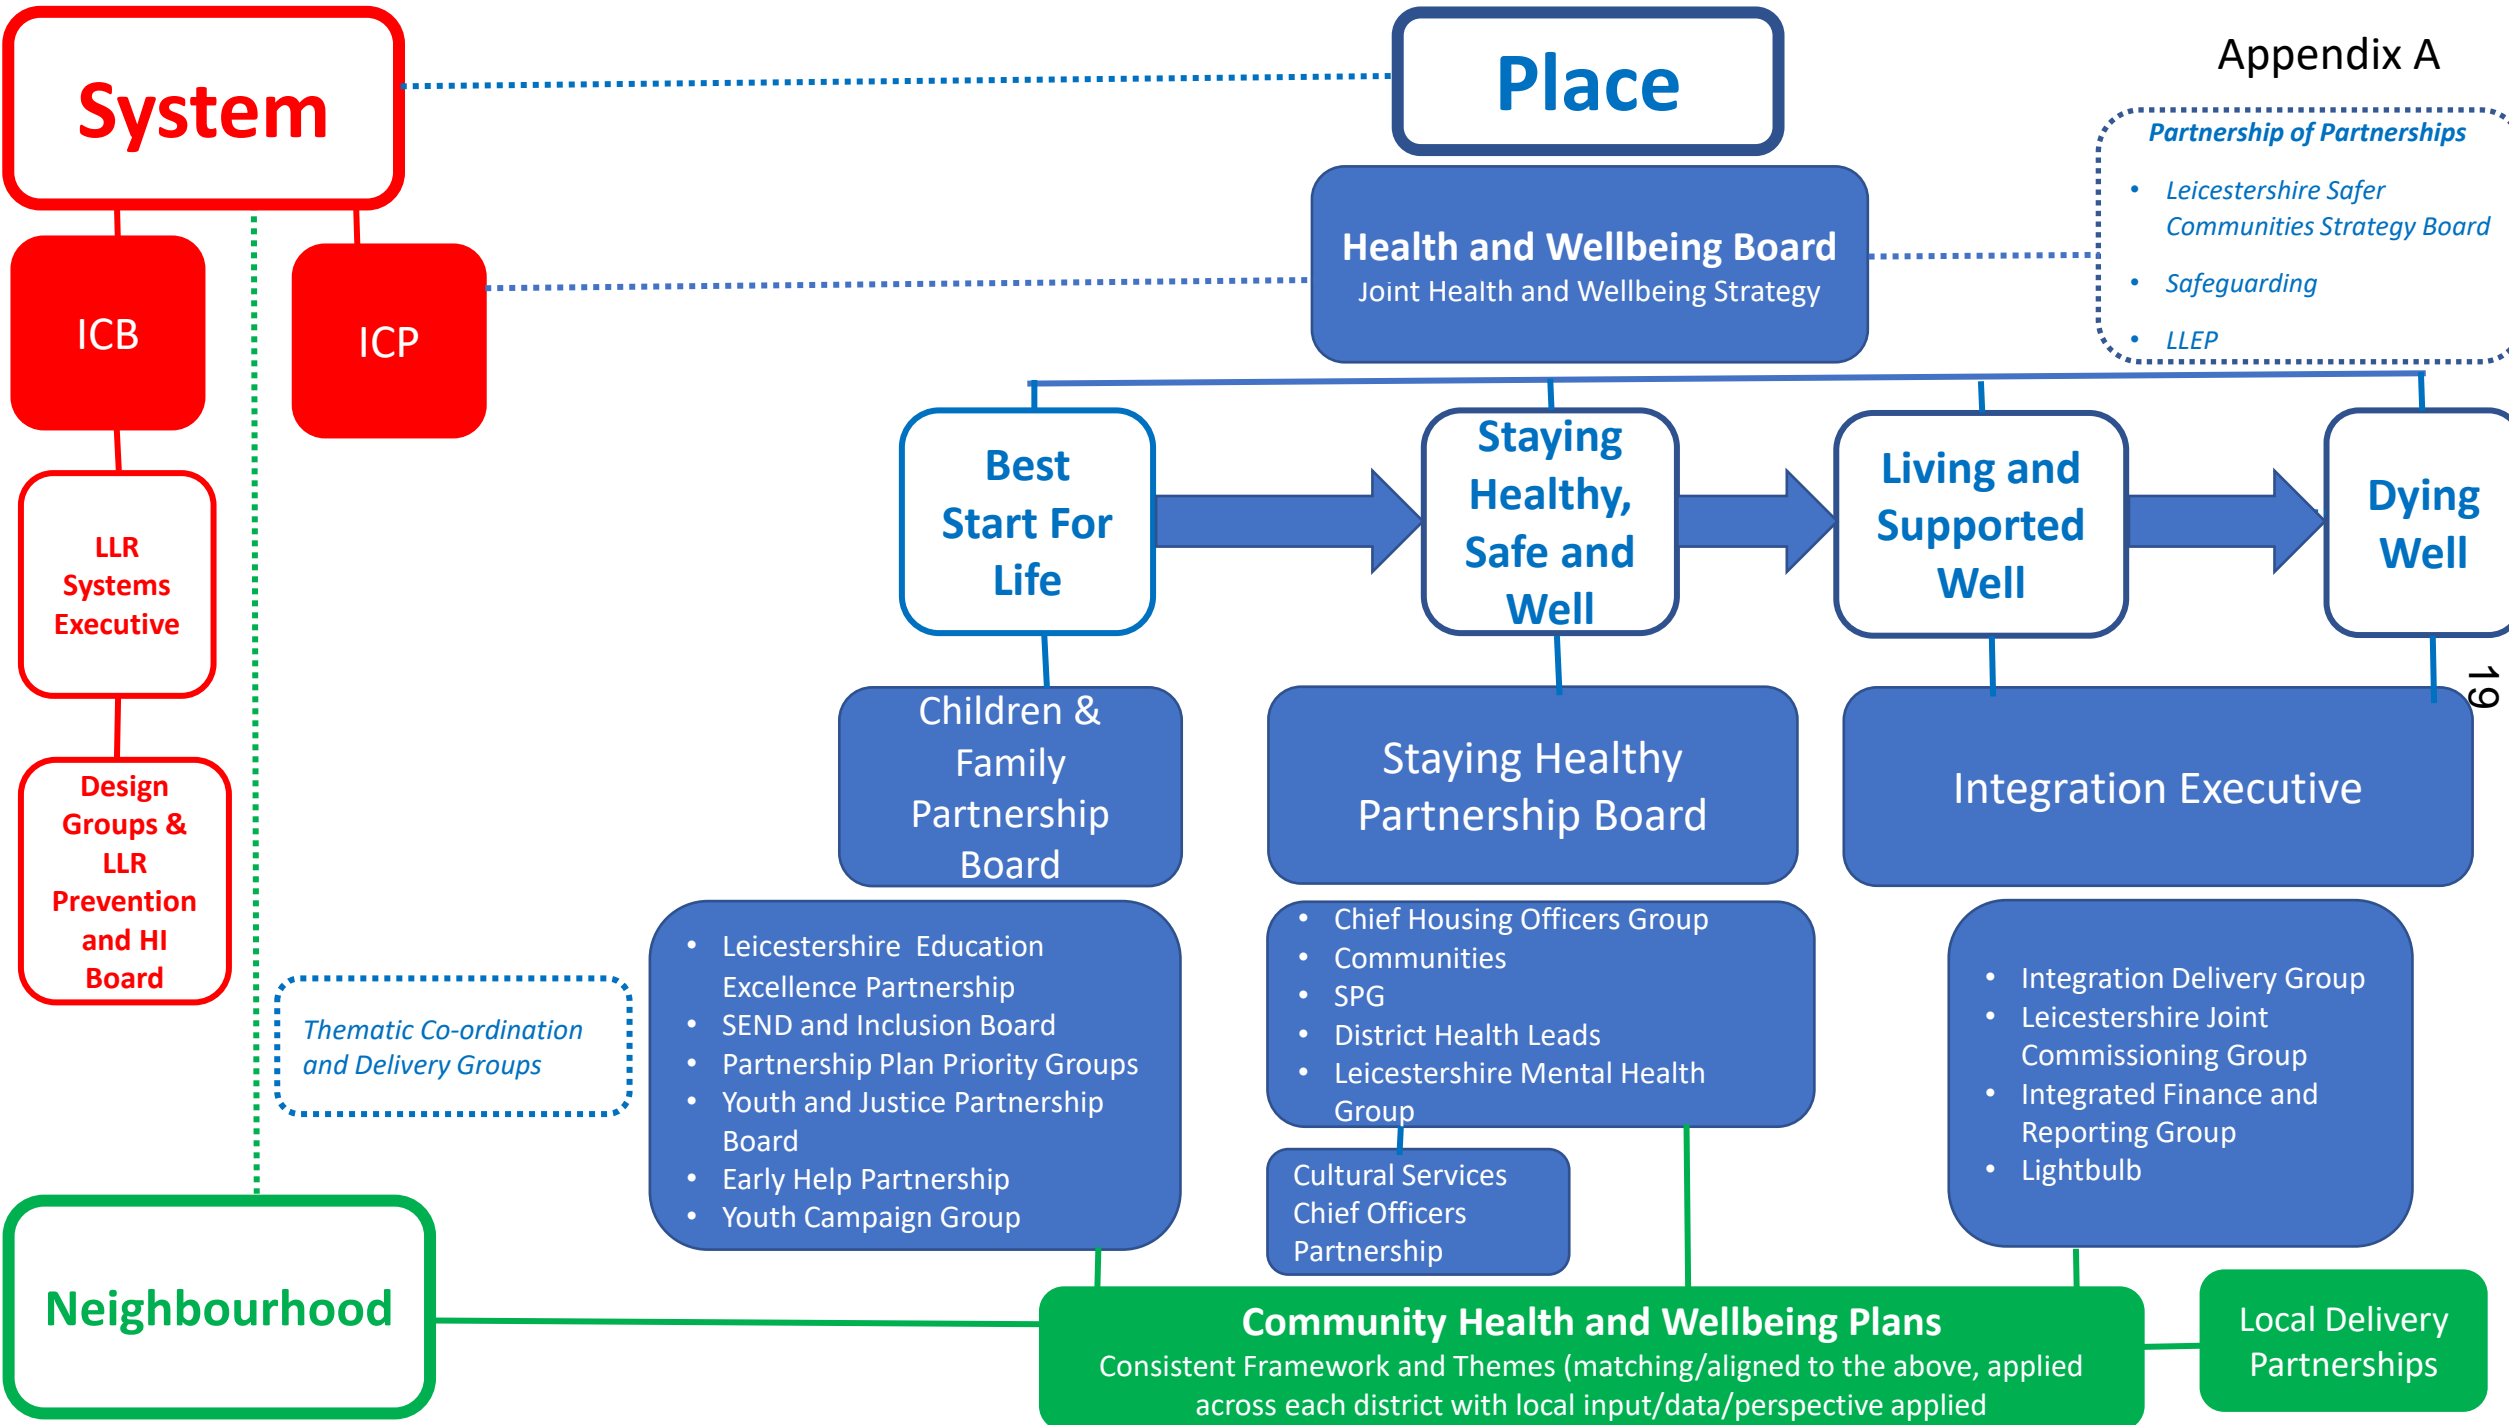 System
Place
Appendix A
Partnership of Partnerships
• Leicestershire Safer
Communities Strategy Board
• Safeguarding
• LLEP
Health and Wellbeing Board
Joint Health and Wellbeing Strategy
ICB
ICP
LLR
Systems
Executive
Design
Groups &
LLR
Prevention
and HI
Board
Best
Start For
Life
Staying
Healthy,
Safe and
Well
Living and
Supported
Well
Dying
Well
19
Children &
Family
Partnership
Board
Staying Healthy
Partnership Board
Integration Executive
Thematic Co-ordination
and Delivery Groups
• Leicestershire Education
Excellence Partnership
• SEND and Inclusion Board
• Partnership Plan Priority Groups
• Youth and Justice Partnership
Board
• Early Help Partnership
• Youth Campaign Group
• Chief Housing Officers Group
• Communities
• SPG
• District Health Leads
• Leicestershire Mental Health
Group
Cultural Services
Chief Officers
Partnership
• Integration Delivery Group
• Leicestershire Joint
Commissioning Group
• Integrated Finance and
Reporting Group
• Lightbulb
Neighbourhood
Community Health and Wellbeing Plans
Consistent Framework and Themes (matching/aligned to the above, applied
across each district with local input/data/perspective applied
Local Delivery
Partnerships